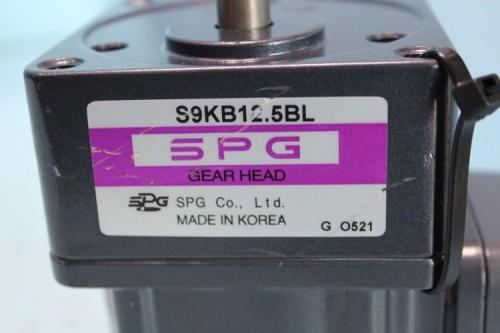 S9KB12.5BL
SPG
GEAR HEAD
SPG SPG Co., Ltd.
MADE IN KOREA
G O521